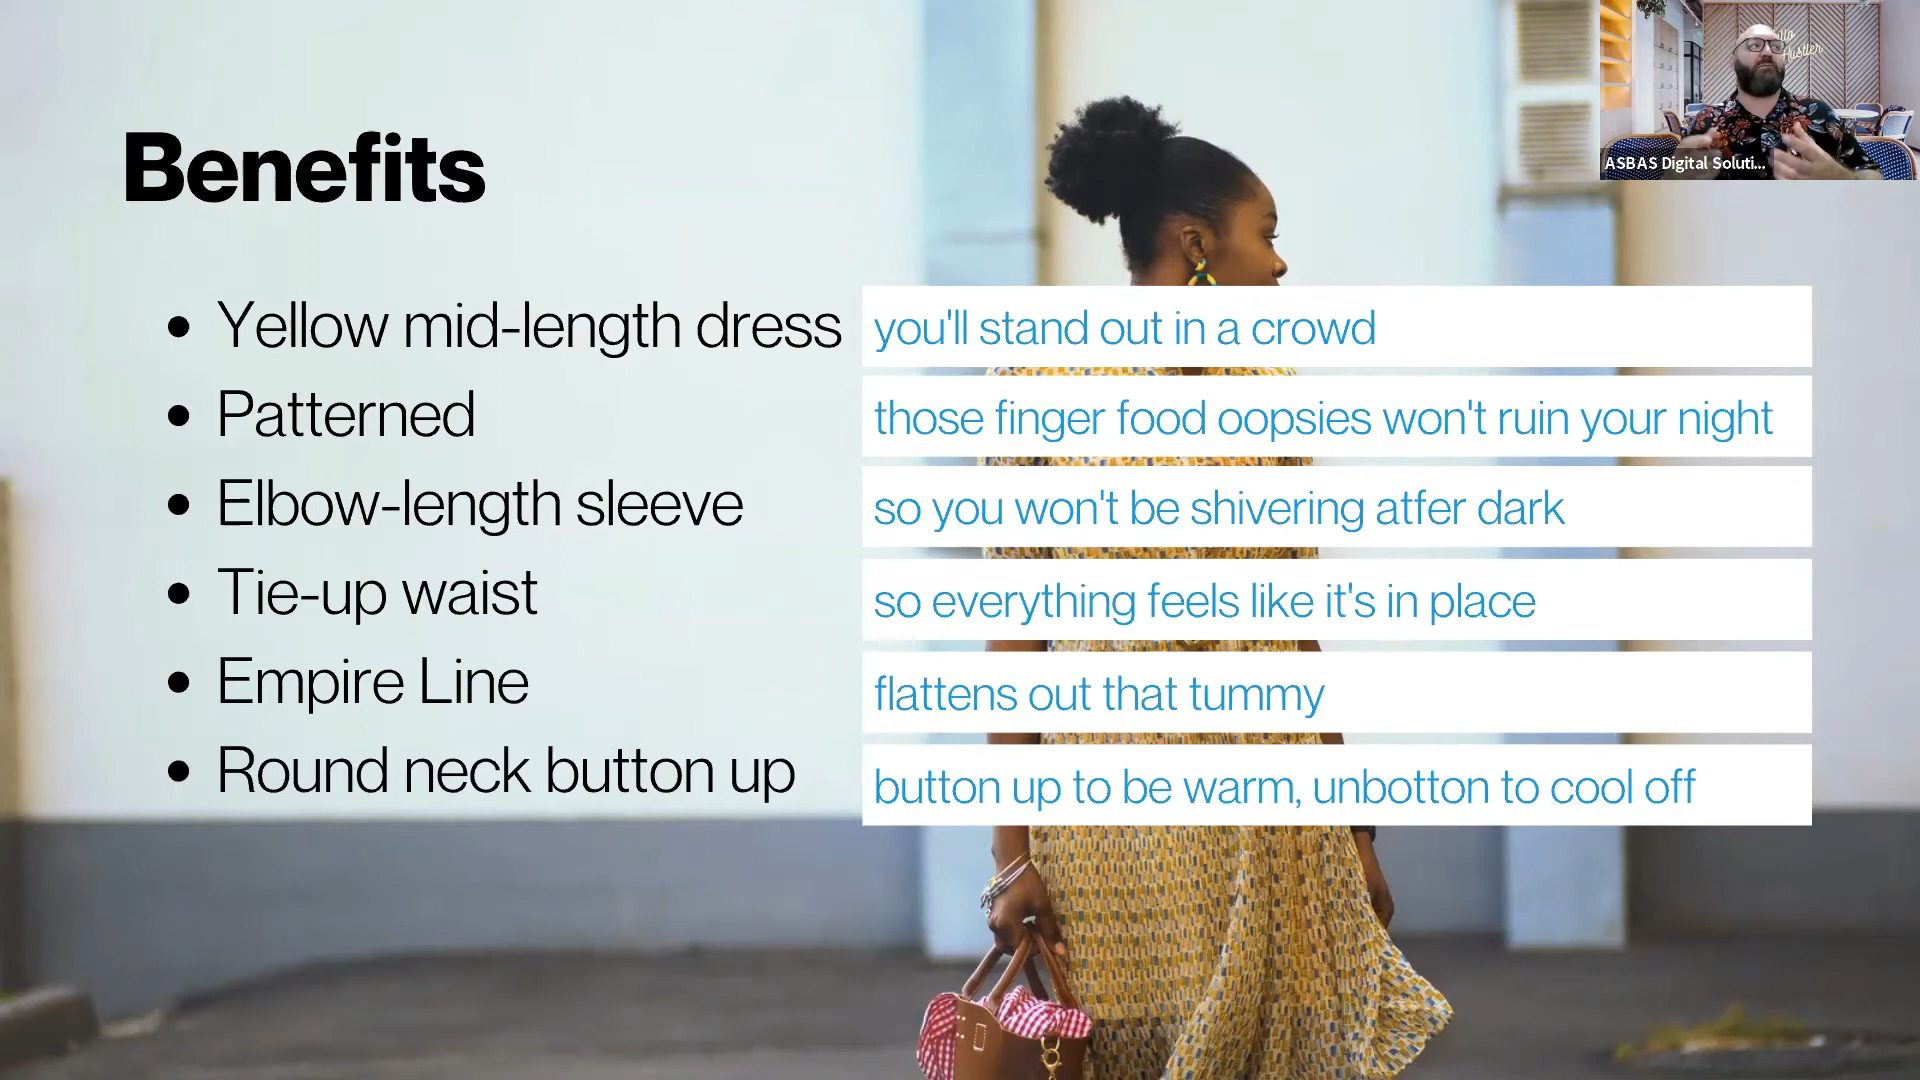 Benefits
Yellow mid-length dress
you'll stand out in a crowd
Patterned
those finger food oopsies won't ruin your night
Elbow-length sleeve
so you won't be shivering atfer dark
Tie-up waist
so everything feels like it's in place
Empire Line
flattens out that tummy
Round neck button up
button up to be warm, unbotton to cool off
Hustler
ASBAS Digital Soluti...